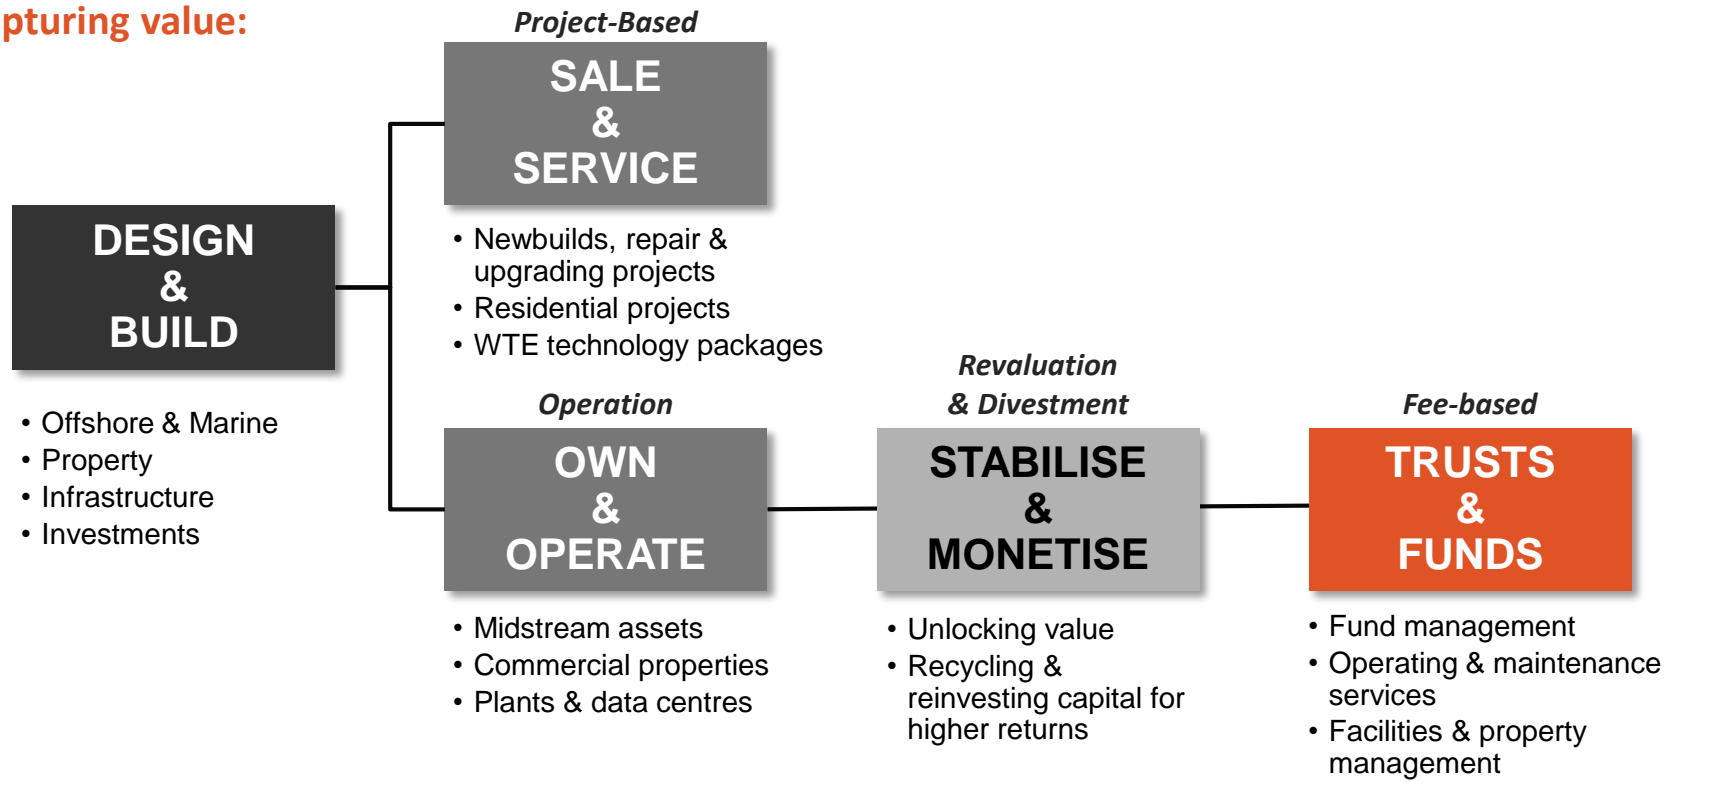 pturing value:
Project-Based
SALE
&
SERVICE
• Newbuilds, repair &
upgrading projects
• Residential projects
• WTE technology packages
DESIGN
&
BUILD
• Offshore & Marine
• Property
• Infrastructure
• Investments
Operation
OWN
&
OPERATE
• Midstream assets
• Commercial properties
• Plants & data centres
Revaluation
& Divestment
STABILISE
&
MONETISE
• Unlocking value
• Recycling &
reinvesting capital for
higher returns
Fee-based
TRUSTS
&
FUNDS
• Fund management
• Operating & maintenance
services
• Facilities & property
management